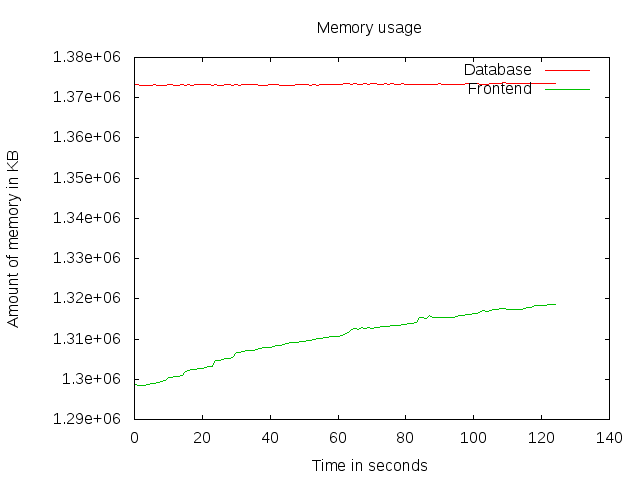 Memory usage
1.38e+06
1.37e+06
1.36e+06
1.35e+06
1.34e+06
1.33e+06
1.32e+06
1.31e+06
1.3e+06
1.29e+06
Amount of memory in KB
Database
Frontend
0 20 40 60 80 100 120 140
Time in seconds